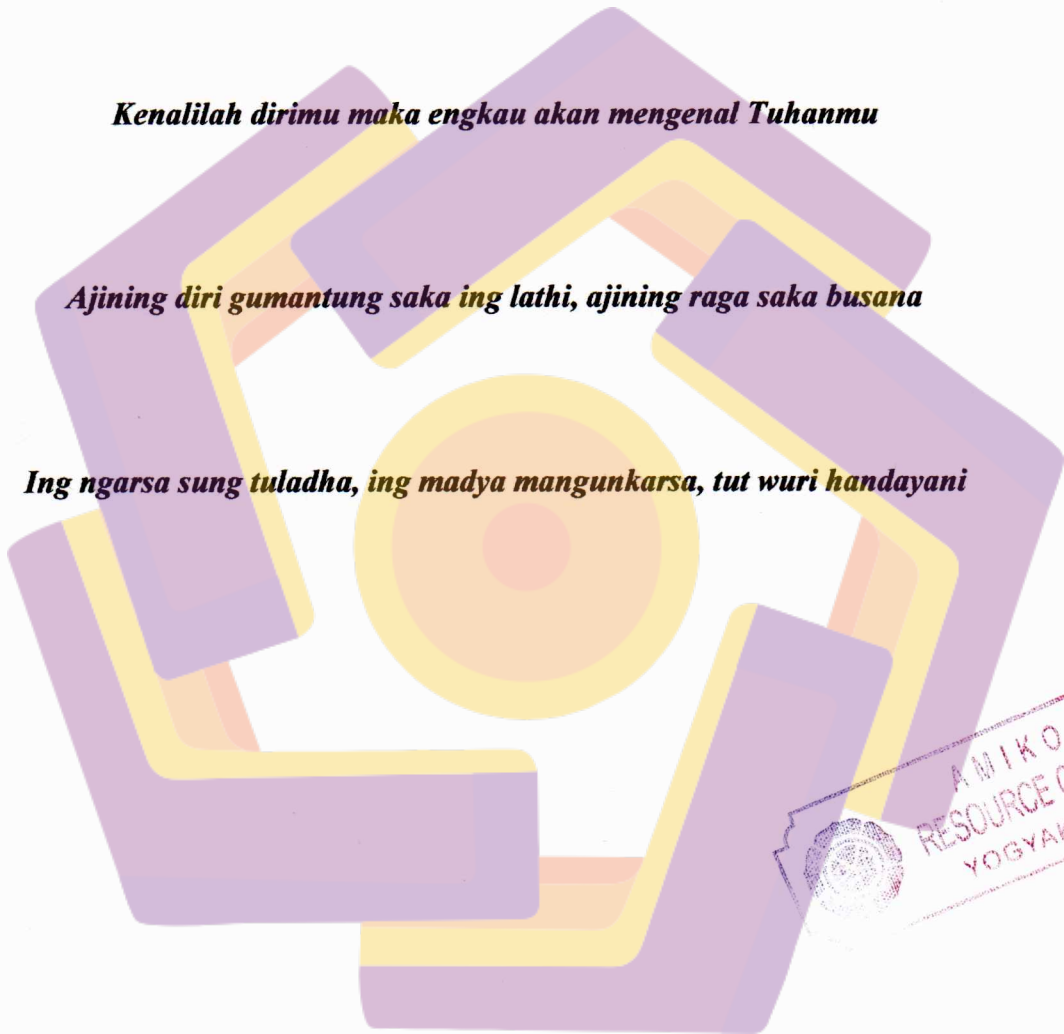 Kenalilah dirimu maka engkau akan mengenal Tuhanmu
Ajining diri gumantung saka ing lathi, ajining raga saka busana
Ing ngarsa sung tuladha, ing madya mangunkarsa, tut wuri handayani
AMIKO
RESOURCE